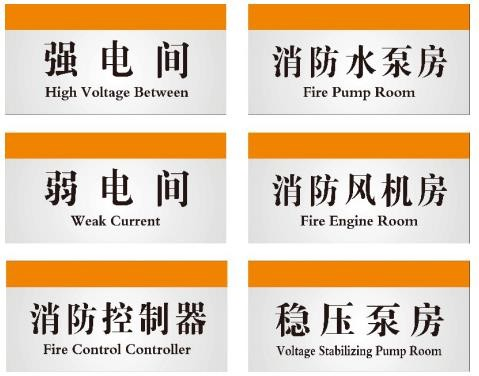 强电间
High Voltage Between
消防水泵房
Fire Pump Room
弱电间
Weak Current
消防风机房
Fire Engine Room
消防控制器
Fire Control Controller
稳压泵房
Voltage Stabilizing Pump Room